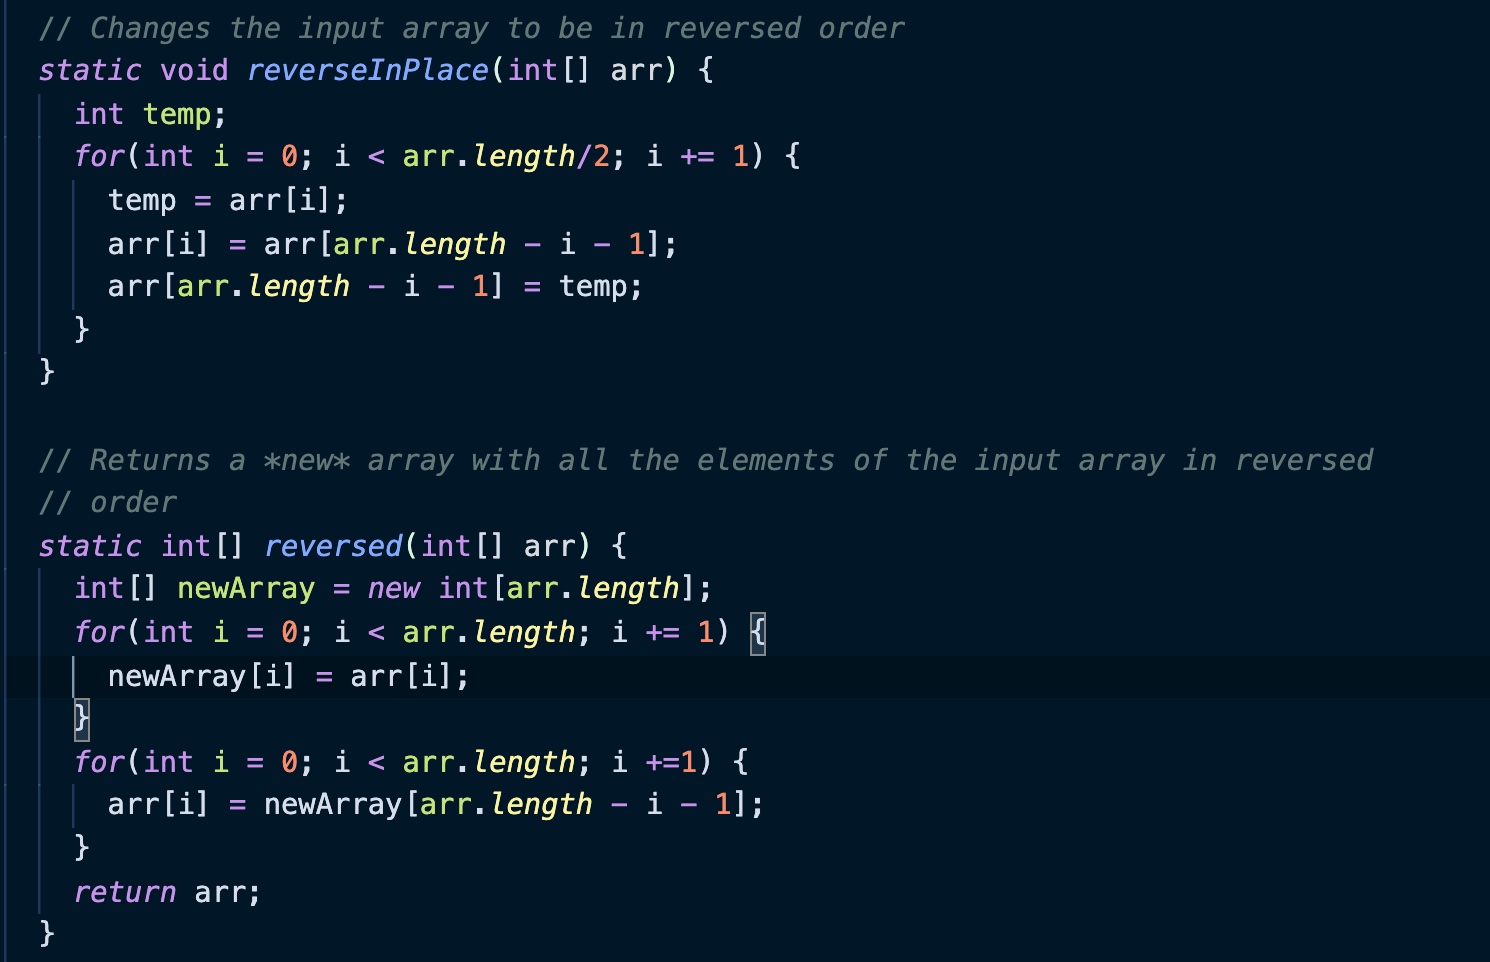 // Changes the input array to be in reversed order
static void reverseInPlace(int[] arr) {
  int temp;
  for(int i = 0; i < arr.length/2; i += 1) {
    temp = arr[i];
    arr[i] = arr[arr.length - i - 1];
    arr[arr.length - i - 1] = temp;
  }
}

// Returns a *new* array with all the elements of the input array in reversed
// order
static int[] reversed(int[] arr) {
  int[] newArray = new int[arr.length];
  for(int i = 0; i < arr.length; i += 1) {
    newArray[i] = arr[i];
  }
  for(int i = 0; i < arr.length; i +=1) {
    arr[i] = newArray[arr.length - i - 1];
  }
  return arr;
}